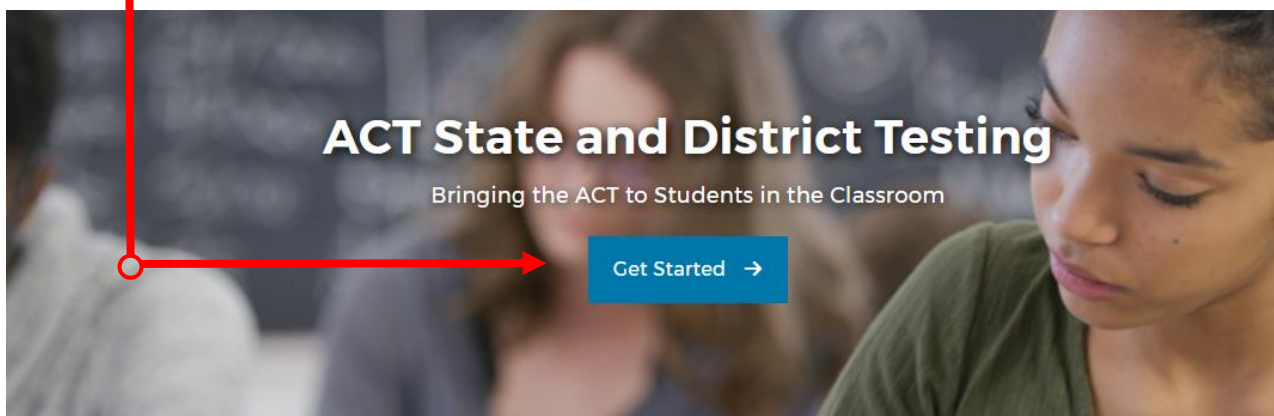 ACT State and District Testing
Bringing the ACT to Students in the Classroom
Get Started →